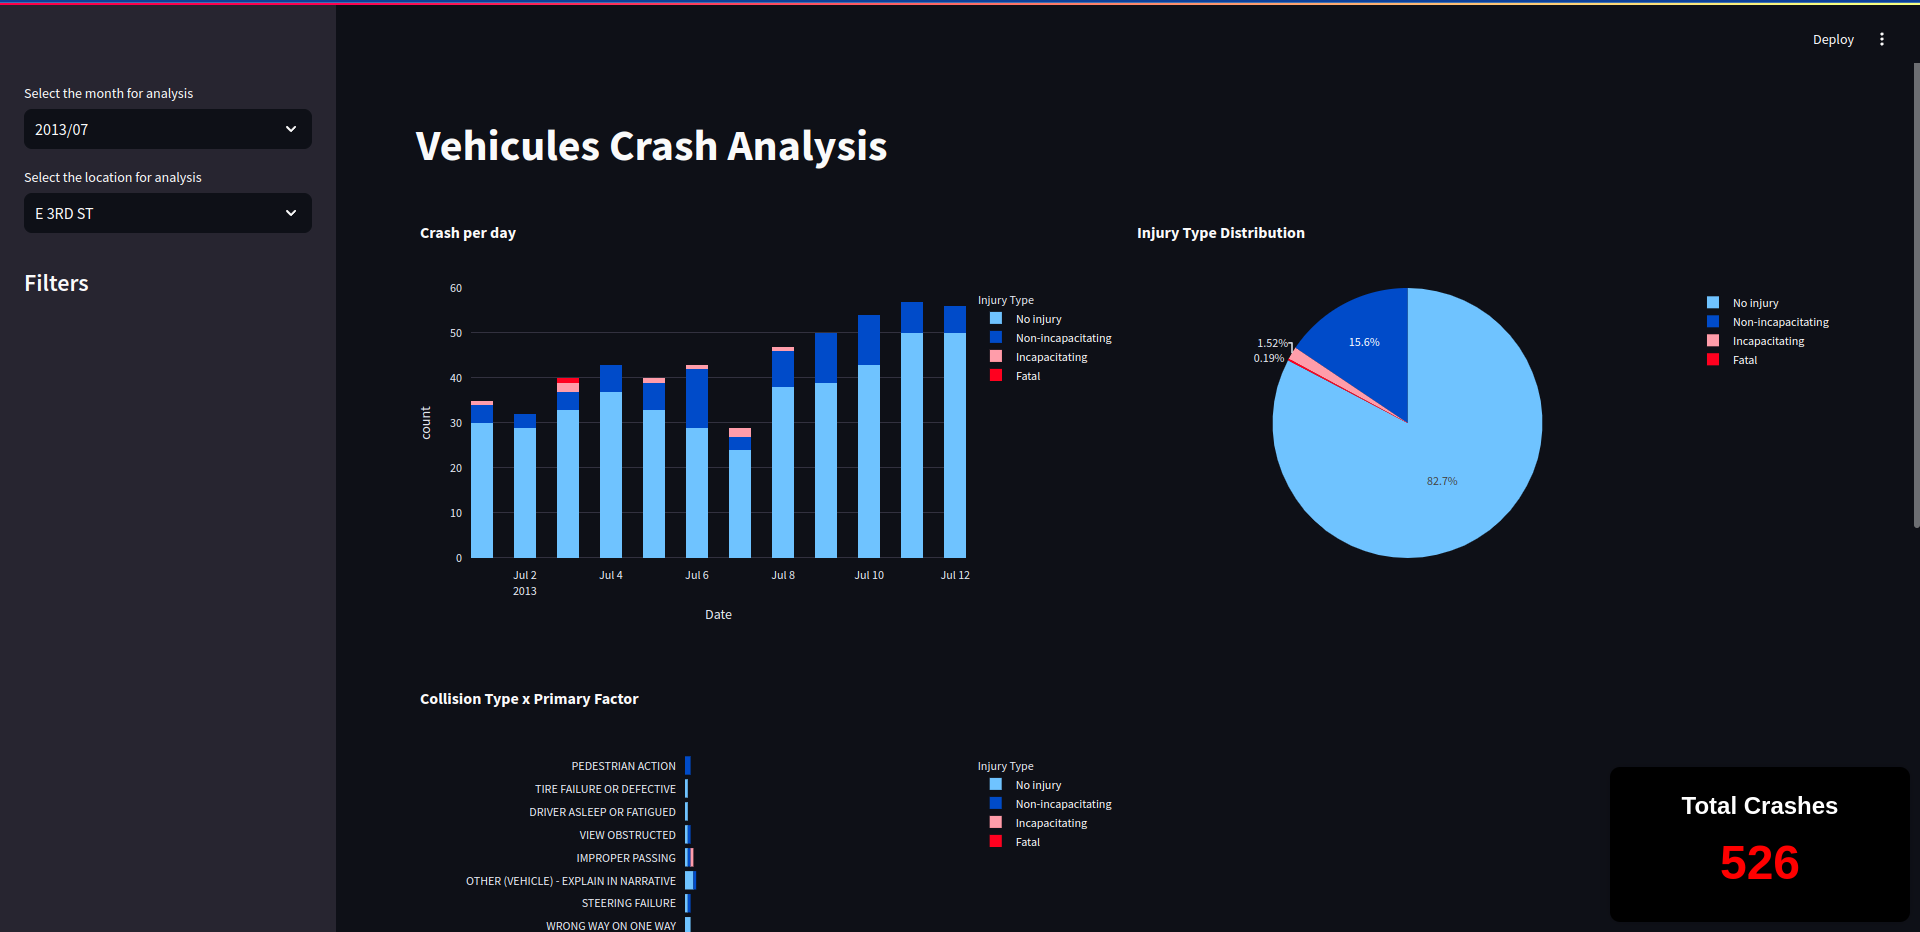 Deploy
Select the month for analysis
2013/07
Select the location for analysis
E 3RD ST
Filters
Vehicules Crash Analysis
Crash per day
60
50
40
30
20
10
0
count
Jul 2
2013
Jul 4
Jul 6
Jul 8
Jul 10
Jul 12
Date
Injury Type
No injury
Non-incapacitating
Incapacitating
Fatal
Injury Type Distribution
15.6%
1.52%
0.19%
82.7%
No injury
Non-incapacitating
Incapacitating
Fatal
Collision Type x Primary Factor
PEDESTRIAN ACTION
TIRE FAILURE OR DEFECTIVE
DRIVER ASLEEP OR FATIGUED
VIEW OBSTRUCTED
IMPROPER PASSING
OTHER (VEHICLE) - EXPLAIN IN NARRATIVE
STEERING FAILURE
WRONG WAY ON ONE WAY
Injury Type
No injury
Non-incapacitating
Incapacitating
Fatal
Total Crashes
526